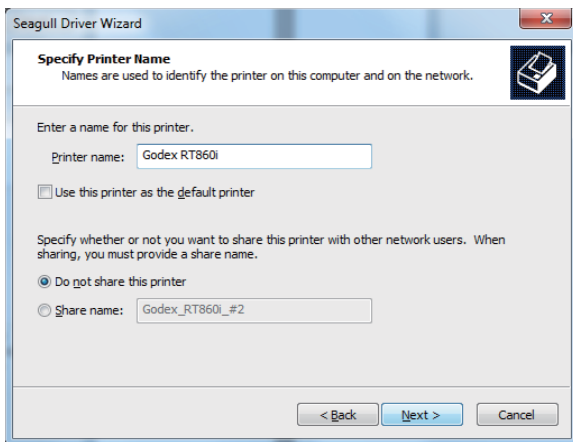 Seagull Driver Wizard
Specify Printer Name
Names are used to identify the printer on this computer and on the network.
Enter a name for this printer.
Printer name: Godex RT860i
Use this printer as the default printer
Specify whether or not you want to share this printer with other network users. When
sharing, you must provide a share name.
Do not share this printer
Share name: Godex_RT860i_#2
< Back Next > Cancel